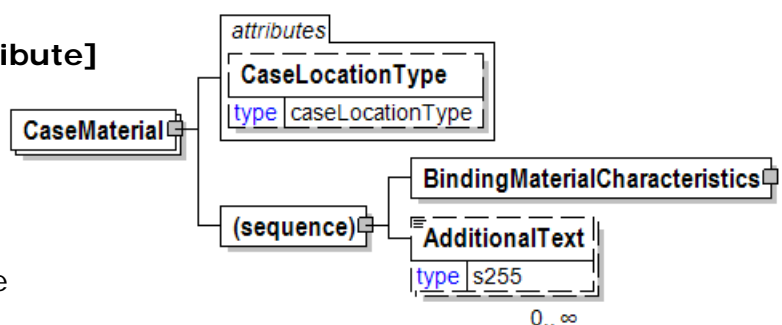 ibute]
attributes
CaseLocationType
type caseLocationType
CaseMaterial
BindingMaterialCharacteristics
(sequence)
AdditionalText
type s255
e
0..∞